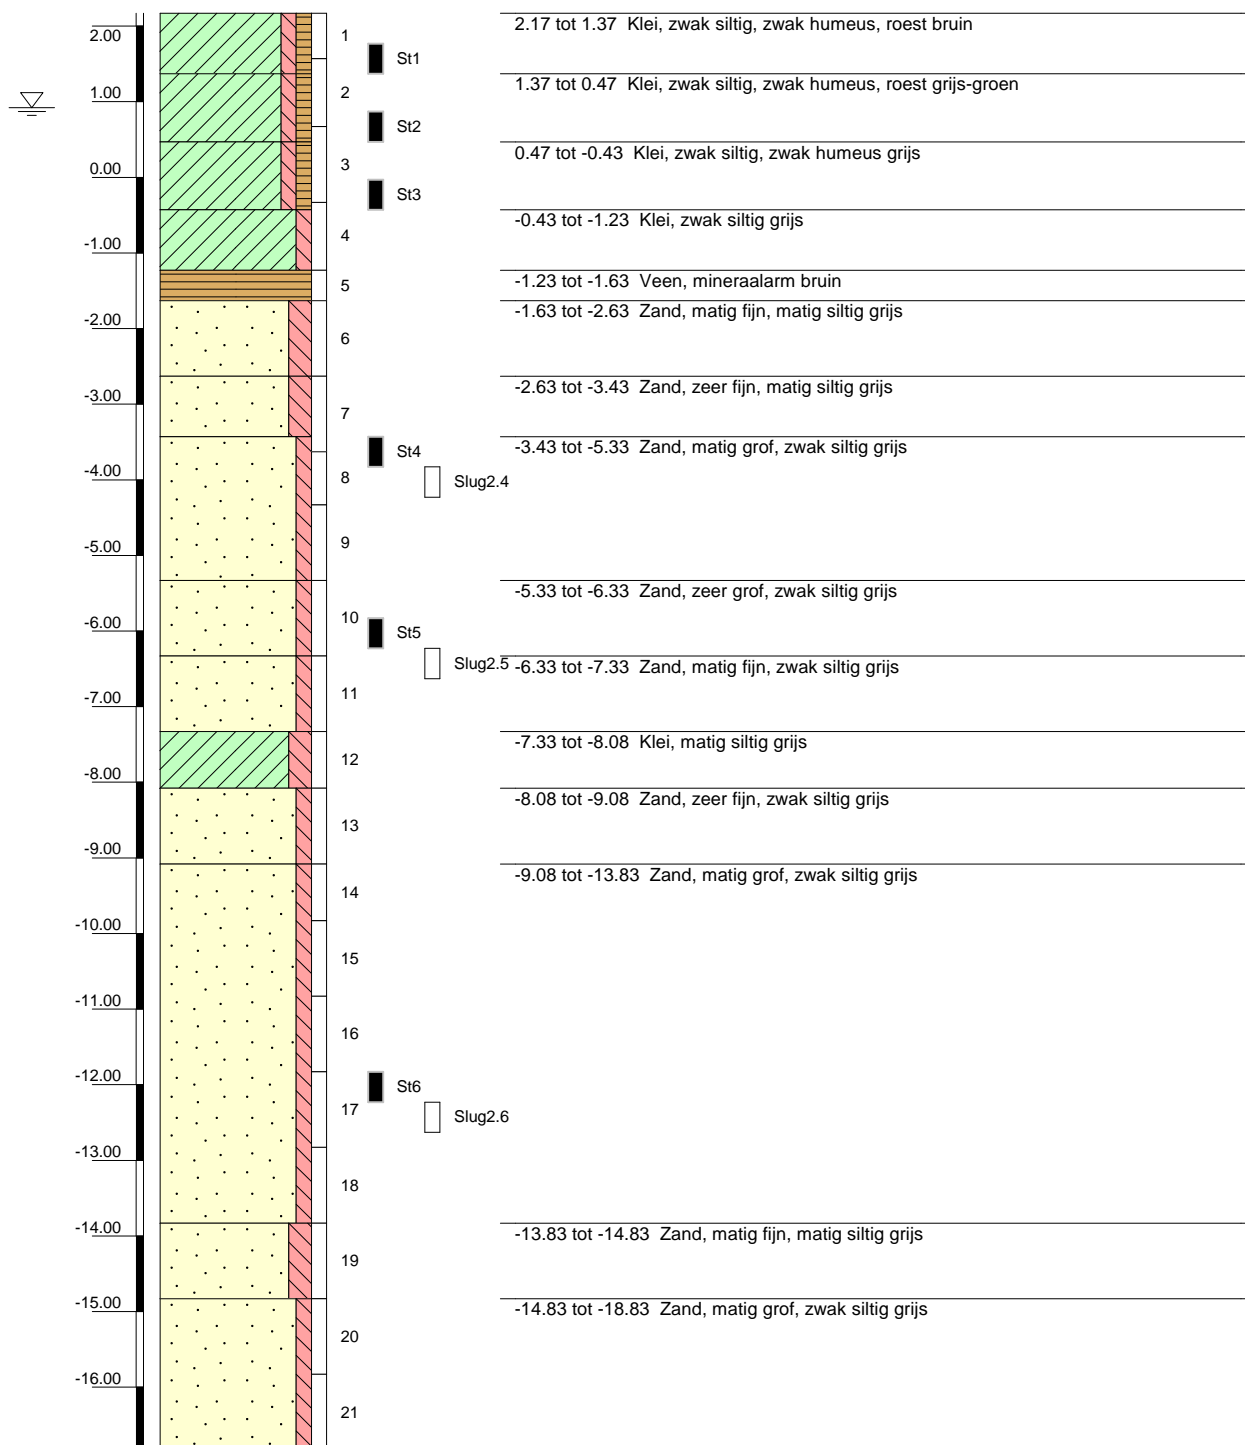 2.17 tot 1.37 Klei, zwak siltig, zwak humeus, roest bruin
2.00
1
St1
1.37 tot 0.47 Klei, zwak siltig, zwak humeus, roest grijs-groen
1.00
2
St2
0.47 tot -0.43 Klei, zwak siltig, zwak humeus grijs
0.00
3
St3
-0.43 tot -1.23 Klei, zwak siltig grijs
-1.00
4
-1.23 tot -1.63 Veen, mineraalarm bruin
5
-1.63 tot -2.63 Zand, matig fijn, matig siltig grijs
-2.00
6
-2.63 tot -3.43 Zand, zeer fijn, matig siltig grijs
-3.00
7
-3.43 tot -5.33 Zand, matig grof, zwak siltig grijs
St4
-4.00
8
Slug2.4
-5.00
9
-5.33 tot -6.33 Zand, zeer grof, zwak siltig grijs
10
-6.00
St5
Slug2.5
-6.33 tot -7.33 Zand, matig fijn, zwak siltig grijs
-7.00
11
-7.33 tot -8.08 Klei, matig siltig grijs
12
-8.00
-8.08 tot -9.08 Zand, zeer fijn, zwak siltig grijs
13
-9.00
-9.08 tot -13.83 Zand, matig grof, zwak siltig grijs
14
-10.00
15
-11.00
16
-12.00
St6
17
Slug2.6
-13.00
18
-14.00
-13.83 tot -14.83 Zand, matig fijn, matig siltig grijs
19
-15.00
-14.83 tot -18.83 Zand, matig grof, zwak siltig grijs
20
-16.00
21